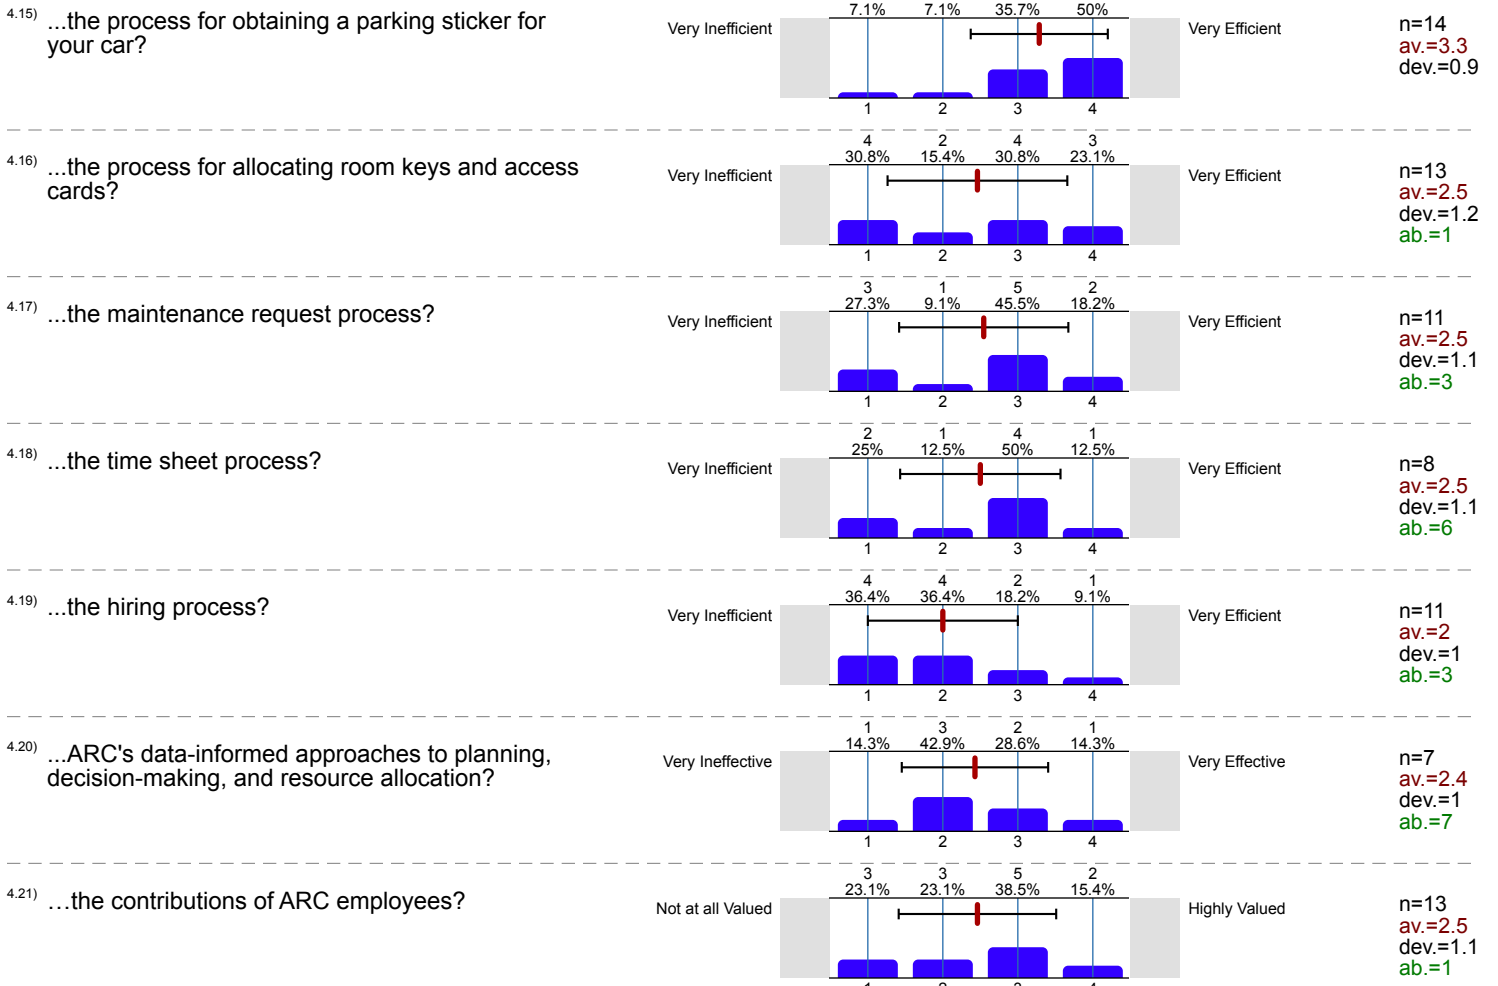 4.15) ...the process for obtaining a parking sticker for
your car?
Very Inefficient
7.1% 7.1% 35.7% 50%
1 2 3 4
Very Efficient
n=14
av.=3.3
dev.=0.9
4.16) ...the process for allocating room keys and access
cards?
Very Inefficient
4 2 4 3
30.8% 15.4% 30.8% 23.1%
1 2 3 4
Very Efficient
n=13
av.=2.5
dev.=1.2
ab.=1
4.17) ...the maintenance request process?
Very Inefficient
3 1 5 2
27.3% 9.1% 45.5% 18.2%
1 2 3 4
Very Efficient
n=11
av.=2.5
dev.=1.1
ab.=3
4.18) ...the time sheet process?
Very Inefficient
2 1 4 1
25% 12.5% 50% 12.5%
1 2 3 4
Very Efficient
n=8
av.=2.5
dev.=1.1
ab.=6
4.19) ...the hiring process?
Very Inefficient
4 4 2 1
36.4% 36.4% 18.2% 9.1%
1 2 3 4
Very Efficient
n=11
av.=2
dev.=1
ab.=3
4.20) ...ARC's data-informed approaches to planning,
decision-making, and resource allocation?
Very Ineffective
1 3 2 1
14.3% 42.9% 28.6% 14.3%
1 2 3 4
Very Effective
n=7
av.=2.4
dev.=1
ab.=7
4.21) …the contributions of ARC employees?
Not at all Valued
3 3 5 2
23.1% 23.1% 38.5% 15.4%
Highly Valued
n=13
av.=2.5
dev.=1.1
ab.=1